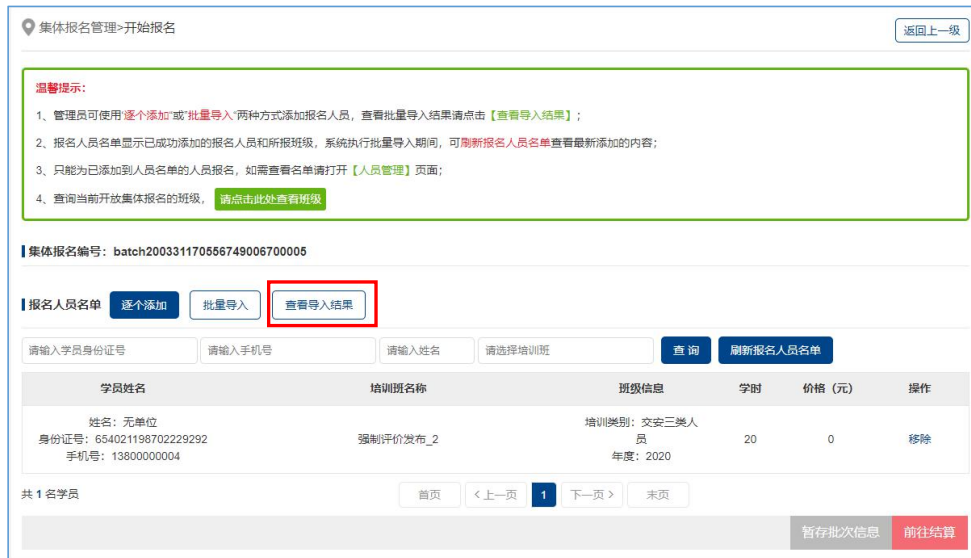 集体报名管理>开始报名
返回上一级
温馨提示：
1、管理员可使用“逐个添加”或“批量导入”两种方式添加报名人员，查看批量导入结果请点击【查看导入结果】；
2、报名人员名单显示已成功添加的报名人员和所报班级，系统执行批量导入期间，可刷新报名人员名单查看最新添加的内容；
3、只能为已添加到人员名单的人员报名，如需查看名单请打开【人员管理】页面；
4、查询当前开放集体报名的班级， 请点击此处查看班级
集体报名编号：batch200331170556749006700005
报名人员名单 逐个添加 批量导入 查看导入结果
请输入学员身份证号 请输入手机号 请输入姓名 请选择培训班 查 询 刷新报名人员名单
学员姓名 培训班名称 班级信息 学时 价格（元） 操作
姓名：无单位
身份证号：654021198702229292
手机号：13800000004
强制评价发布_2
培训类别：交安三类人
员
年度：2020
20 0 移除
共 1 名学员 首页 <上一页 1 下一页> 末页
暂存批次信息 前往结算